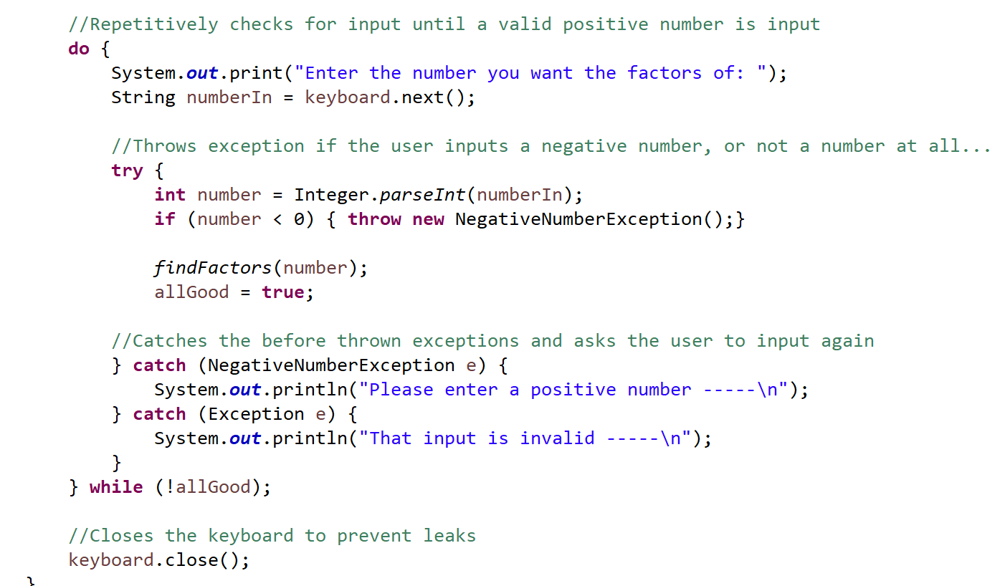 //Repetitively checks for input until a valid positive number is input
do {
System.out.print("Enter the number you want the factors of: ");
String numberIn = keyboard.next();
//Throws exception if the user inputs a negative number, or not a number at all...
try {
int number = Integer.parseInt(numberIn);
if (number < 0) { throw new NegativeNumberException();}
findFactors(number);
allGood = true;
//Catches the before thrown exceptions and asks the user to input again
} catch (NegativeNumberException e) {
System.out.println("Please enter a positive number -----\n");
} catch (Exception e) {
System.out.println("That input is invalid -----\n");
}
} while (!allGood);
//Closes the keyboard to prevent leaks
keyboard.close();
}